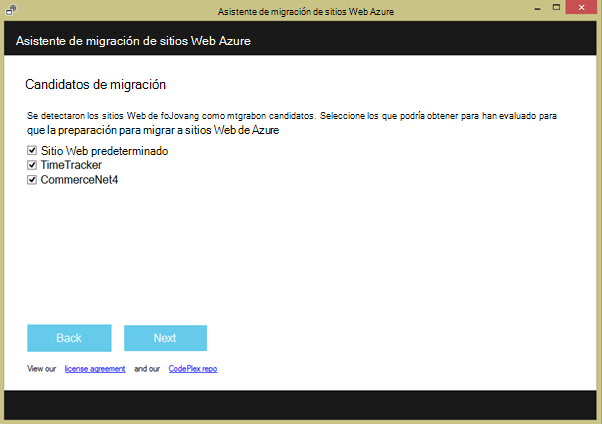 Asistente de migración de sitios Web Azure
Asistente de migración de sitios Web Azure
Candidatos de migración
Se detectaron los sitios Web de foJovang como mtgrabon candidatos. Seleccione los que podría obtener para han evaluado para
que la preparación para migrar a sitios Web de Azure
Sitio Web predeterminado
TimeTracker
CommerceNet4
Back Next
View our license agreement and our CodePlex repo